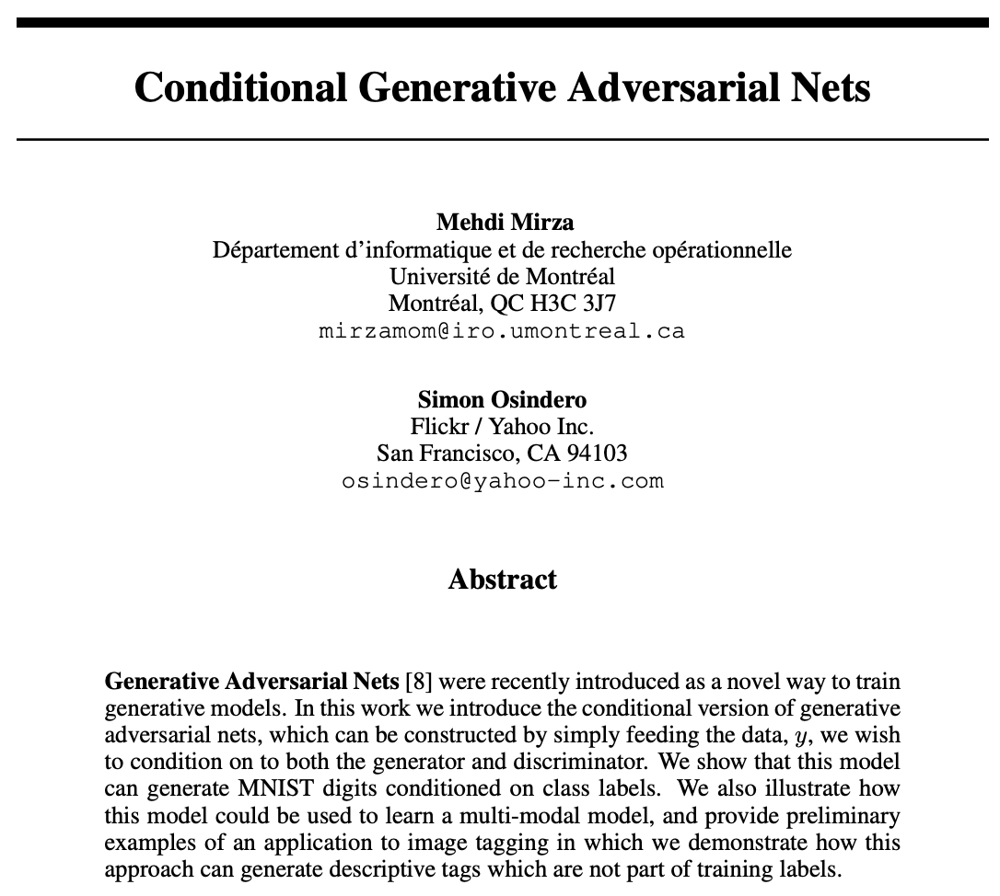 Conditional Generative Adversarial Nets
Mehdi Mirza
Département d'informatique et de recherche opérationnelle
Université de Montréal
Montréal, QC H3C 3J7
mirzamom@iro.umontreal.ca
Simon Osindero
Flickr / Yahoo Inc.
San Francisco, CA 94103
osindero@yahoo-inc.com
Abstract
Generative Adversarial Nets [8] were recently introduced as a novel way to train
generative models. In this work we introduce the conditional version of generative
adversarial nets, which can be constructed by simply feeding the data, y, we wish
to condition on to both the generator and discriminator. We show that this model
can generate MNIST digits conditioned on class labels. We also illustrate how
this model could be used to learn a multi-modal model, and provide preliminary
examples of an application to image tagging in which we demonstrate how this
approach can generate descriptive tags which are not part of training labels.